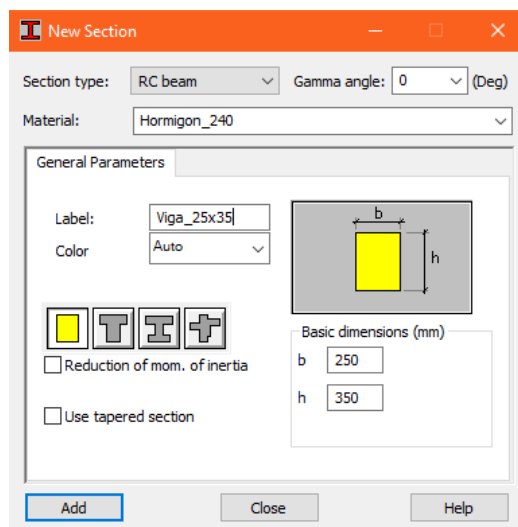 New Section
Section type: RC beam Gamma angle: 0 (Deg)
Material: Hormigon_240
General Parameters
Label: Viga_25x35
Color Auto
b
h
Reduction of mom. of inertia
Use tapered section
Basic dimensions (mm)
b 250
h 350
Add Close Help